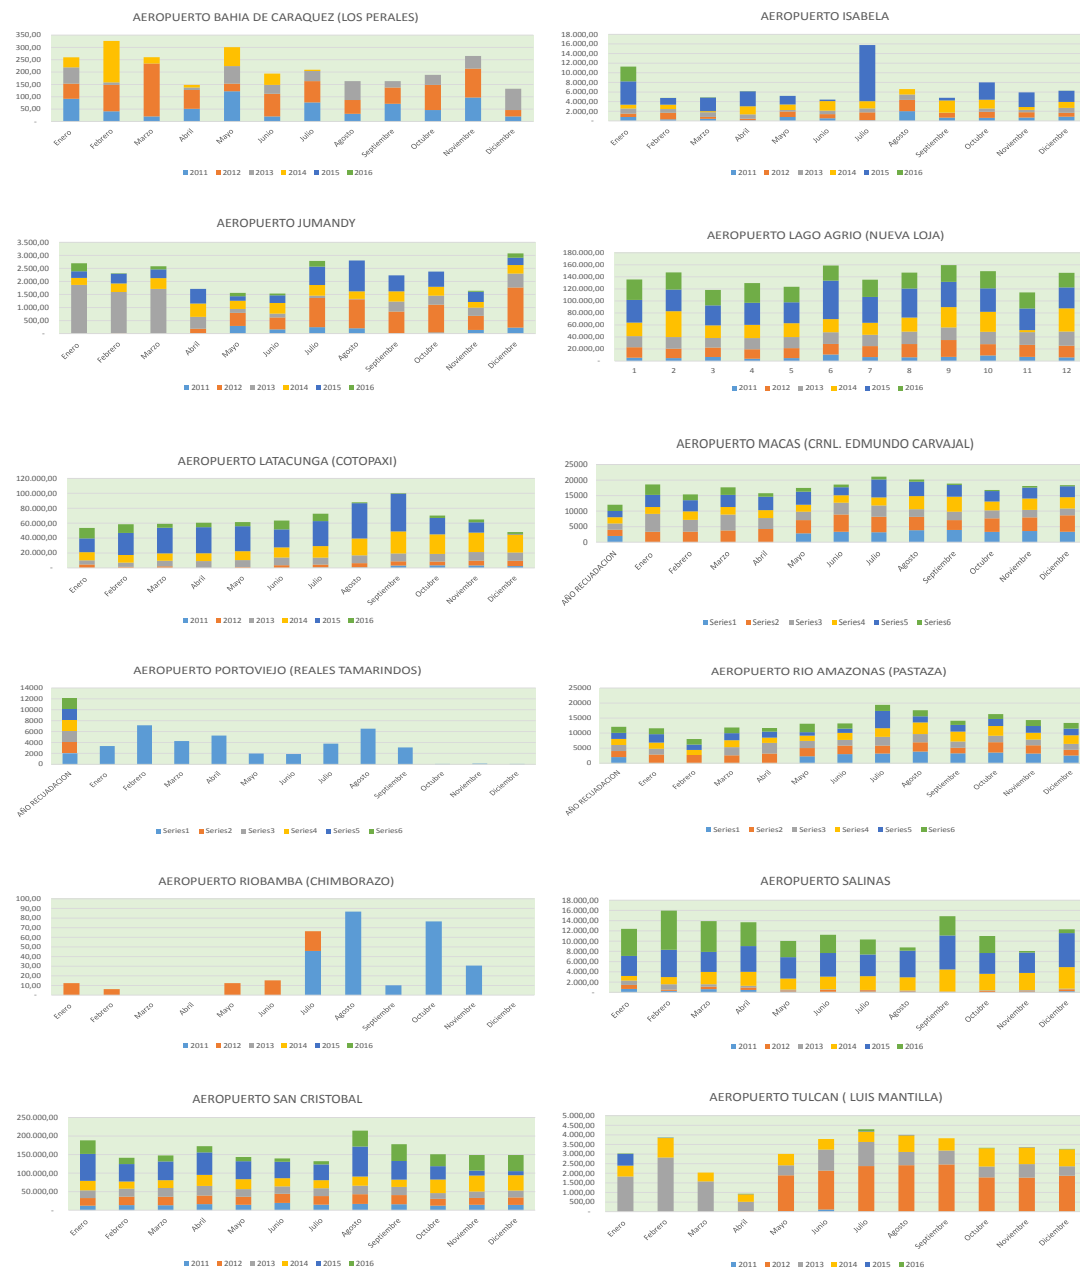 AEROPUERTO BAHIA DE CARAQUEZ (LOS PERALES)
350,00
300,00
250,00
200,00
150,00
100,00
50,00
-
Enero Febrero Marzo Abril Mayo Junio Julio Agosto Septiembre Octubre Noviembre Diciembre
2011 2012 2013 2014 2015 2016
AEROPUERTO ISABELA
18.000,00
16.000,00
14.000,00
12.000,00
10.000,00
8.000,00
6.000,00
4.000,00
2.000,00
-
Enero Febrero Marzo Abril Mayo Junio Julio Agosto Septiembre Octubre Noviembre Diciembre
2011 2012 2013 2014 2015 2016
AEROPUERTO JUMANDY
3.500,00
3.000,00
2.500,00
2.000,00
1.500,00
1.000,00
500,00
-
Enero Febrero Marzo Abril Mayo Junio Julio Agosto Septiembre Octubre Noviembre Diciembre
2011 2012 2013 2014 2015 2016
AEROPUERTO LAGO AGRIO (NUEVA LOJA)
180.000,00
160.000,00
140.000,00
120.000,00
100.000,00
80.000,00
60.000,00
40.000,00
20.000,00
-
1 2 3 4 5 6 7 8 9 10 11 12
2011 2012 2013 2014 2015 2016
AEROPUERTO LATACUNGA (COTOPAXI)
120.000,00
100.000,00
80.000,00
60.000,00
40.000,00
20.000,00
-
Enero Febrero Marzo Abril Mayo Junio Julio Agosto Septiembre Octubre Noviembre Diciembre
2011 2012 2013 2014 2015 2016
AEROPUERTO MACAS (CRNL. EDMUNDO CARVAJAL)
25000
20000
15000
10000
5000
0
AÑO RECUADACION Enero Febrero Marzo Abril Mayo Junio Julio Agosto Septiembre Octubre Noviembre Diciembre
Series1 Series2 Series3 Series4 Series5 Series6
AEROPUERTO PORTOVIEJO (REALES TAMARINDOS)
14000
12000
10000
8000
6000
4000
2000
0
AÑO RECUADACION Enero Febrero Marzo Abril Mayo Junio Julio Agosto Septiembre Octubre Noviembre Diciembre
Series1 Series2 Series3 Series4 Series5 Series6
AEROPUERTO RIO AMAZONAS (PASTAZA)
25000
20000
15000
10000
5000
0
AÑO RECUADACION Enero Febrero Marzo Abril Mayo Junio Julio Agosto Septiembre Octubre Noviembre Diciembre
Series1 Series2 Series3 Series4 Series5 Series6
AEROPUERTO RIOBAMBA (CHIMBORAZO)
100,00
90,00
80,00
70,00
60,00
50,00
40,00
30,00
20,00
10,00
-
Enero Febrero Marzo Abril Mayo Junio Julio Agosto Septiembre Octubre Noviembre Diciembre
2011 2012 2013 2014 2015 2016
AEROPUERTO SALINAS
18.000,00
16.000,00
14.000,00
12.000,00
10.000,00
8.000,00
6.000,00
4.000,00
2.000,00
-
Enero Febrero Marzo Abril Mayo Junio Julio Agosto Septiembre Octubre Noviembre Diciembre
2011 2012 2013 2014 2015 2016
AEROPUERTO SAN CRISTOBAL
250.000,00
200.000,00
150.000,00
100.000,00
50.000,00
-
Enero Febrero Marzo Abril Mayo Junio Julio Agosto Septiembre Octubre Noviembre Diciembre
2011 2012 2013 2014 2015 2016
AEROPUERTO TULCAN ( LUIS MANTILLA)
5.000,00
4.500,00
4.000,00
3.500,00
3.000,00
2.500,00
2.000,00
1.500,00
1.000,00
500,00
-
Enero Febrero Marzo Abril Mayo Junio Julio Agosto Septiembre Octubre Noviembre Diciembre
2011 2012 2013 2014 2015 2016